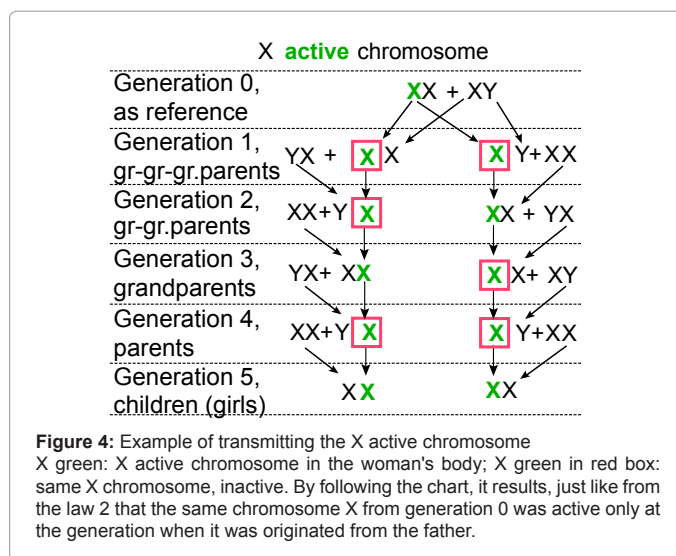 X active chromosome
Generation 0,
as reference
XX + XY
Generation 1,
gr-gr-gr.parents
YX + X X X Y+XX
Generation 2,
gr-gr.parents
XX+Y X XX + YX
Generation 3,
grandparents
YX+ XX X X+ XY
Generation 4,
parents
XX+Y X X Y+XX
Generation 5,
children (girls)
X X XX
Figure 4: Example of transmitting the X active chromosome
X green: X active chromosome in the woman's body; X green in red box:
same X chromosome, inactive. By following the chart, it results, just like from
the law 2 that the same chromosome X from generation 0 was active only at
the generation when it was originated from the father.